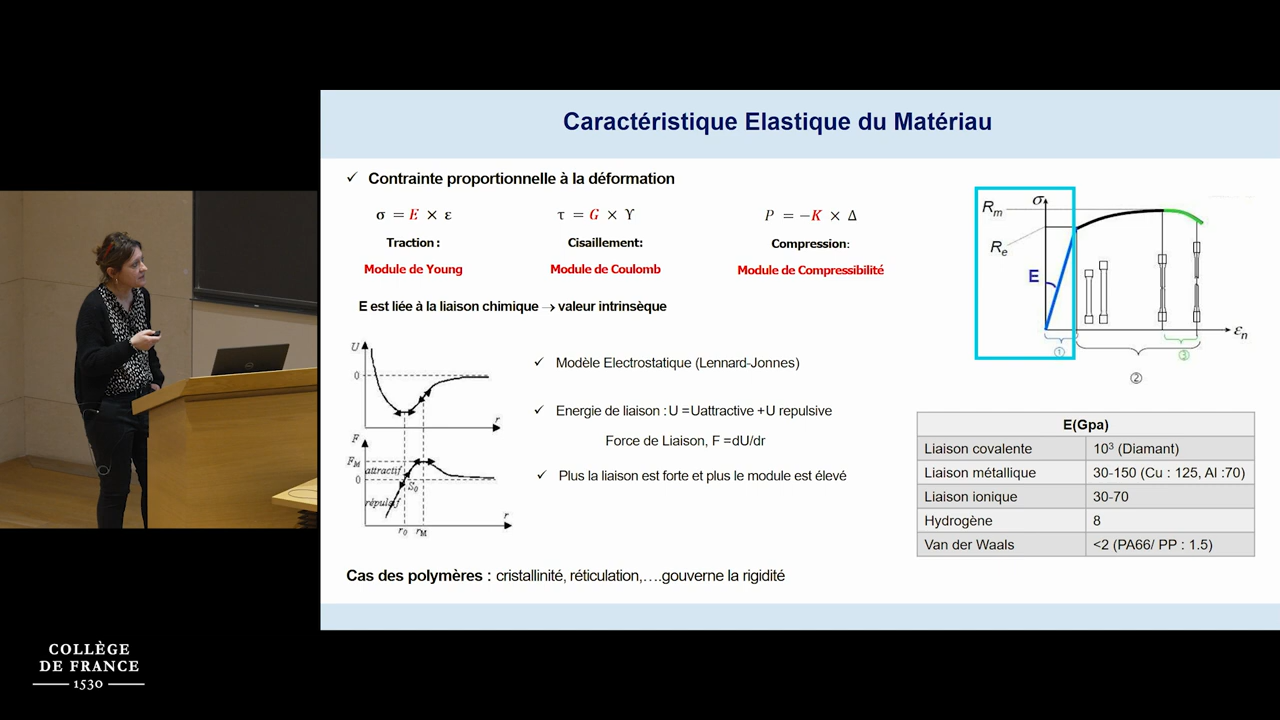 Caractéristique Elastique du Matériau
✓ Contrainte proportionnelle à la déformation
σ = E × ε
τ = G × ϒ
P = −K × Δ
Traction :
Cisaillement:
Compression:
Module de Young
Module de Coulomb
Module de Compressibilité
E est liée à la liaison chimique → valeur intrinsèque
U
0
r
F
F_M
attractif
0
S₀
répulsif
r
r₀
r_M
✓ Modèle Electrostatique (Lennard-Jonnes)
✓ Energie de liaison : U =Uattractive +U repulsive
Force de Liaison, F =dU/dr
✓ Plus la liaison est forte et plus le module est élevé
Cas des polymères : cristallinité, réticulation,….gouverne la rigidité
σ
R_m
R_e
E
ε_n
①
②
③
E(Gpa)
Liaison covalente 10³ (Diamant)
Liaison métallique 30-150 (Cu : 125, Al :70)
Liaison ionique 30-70
Hydrogène 8
Van der Waals <2 (PA66/ PP : 1.5)
COLLÈGE
DE FRANCE
1530